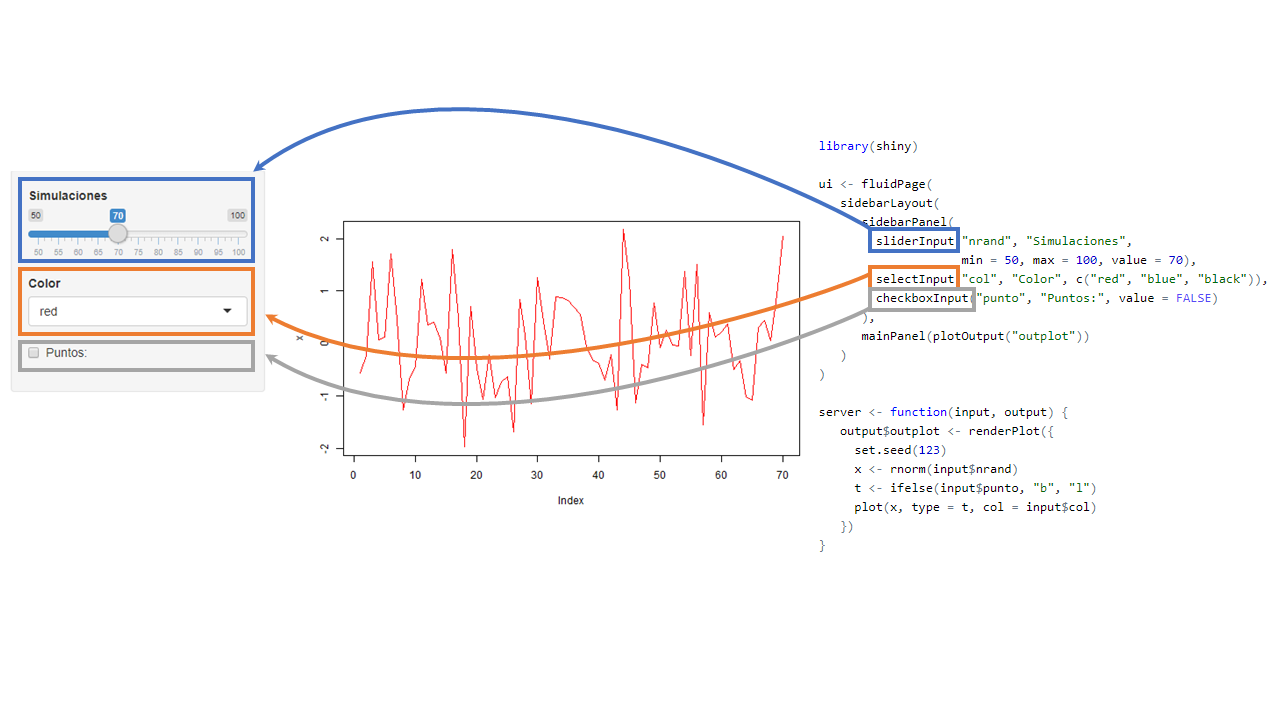 Simulaciones
50 70 100
50 55 60 65 70 75 80 85 90 95 100
Color
red
Puntos:
2
1
0
-1
-2
x
0 10 20 30 40 50 60 70
Index
library(shiny)
ui <- fluidPage(
sidebarLayout(
sidebarPanel(
sliderInput("nrand", "Simulaciones",
min = 50, max = 100, value = 70),
selectInput("col", "Color", c("red", "blue", "black")),
checkboxInput("punto", "Puntos:", value = FALSE)
),
mainPanel(plotOutput("outplot"))
)
)
server <- function(input, output) {
output$outplot <- renderPlot({
set.seed(123)
x <- rnorm(input$nrand)
t <- ifelse(input$punto, "b", "l")
plot(x, type = t, col = input$col)
})
}